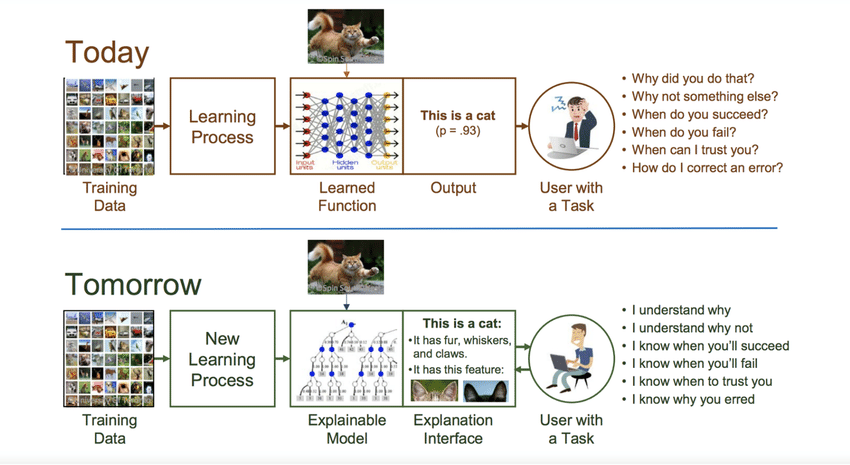 Today
©Spin Sou
Learning
Process
Input
units
Hidden
units
Output
units
This is a cat
(p = .93)
Training
Data
Learned
Function
Output
User with
a Task
• Why did you do that?
• Why not something else?
• When do you succeed?
• When do you fail?
• When can I trust you?
• How do I correct an error?
Tomorrow
New
Learning
Process
This is a cat:
•It has fur, whiskers,
and claws.
•It has this feature:
Training
Data
Explainable
Model
Explanation
Interface
User with
a Task
• I understand why
• I understand why not
• I know when you'll succeed
• I know when you'll fail
• I know when to trust you
• I know why you erred